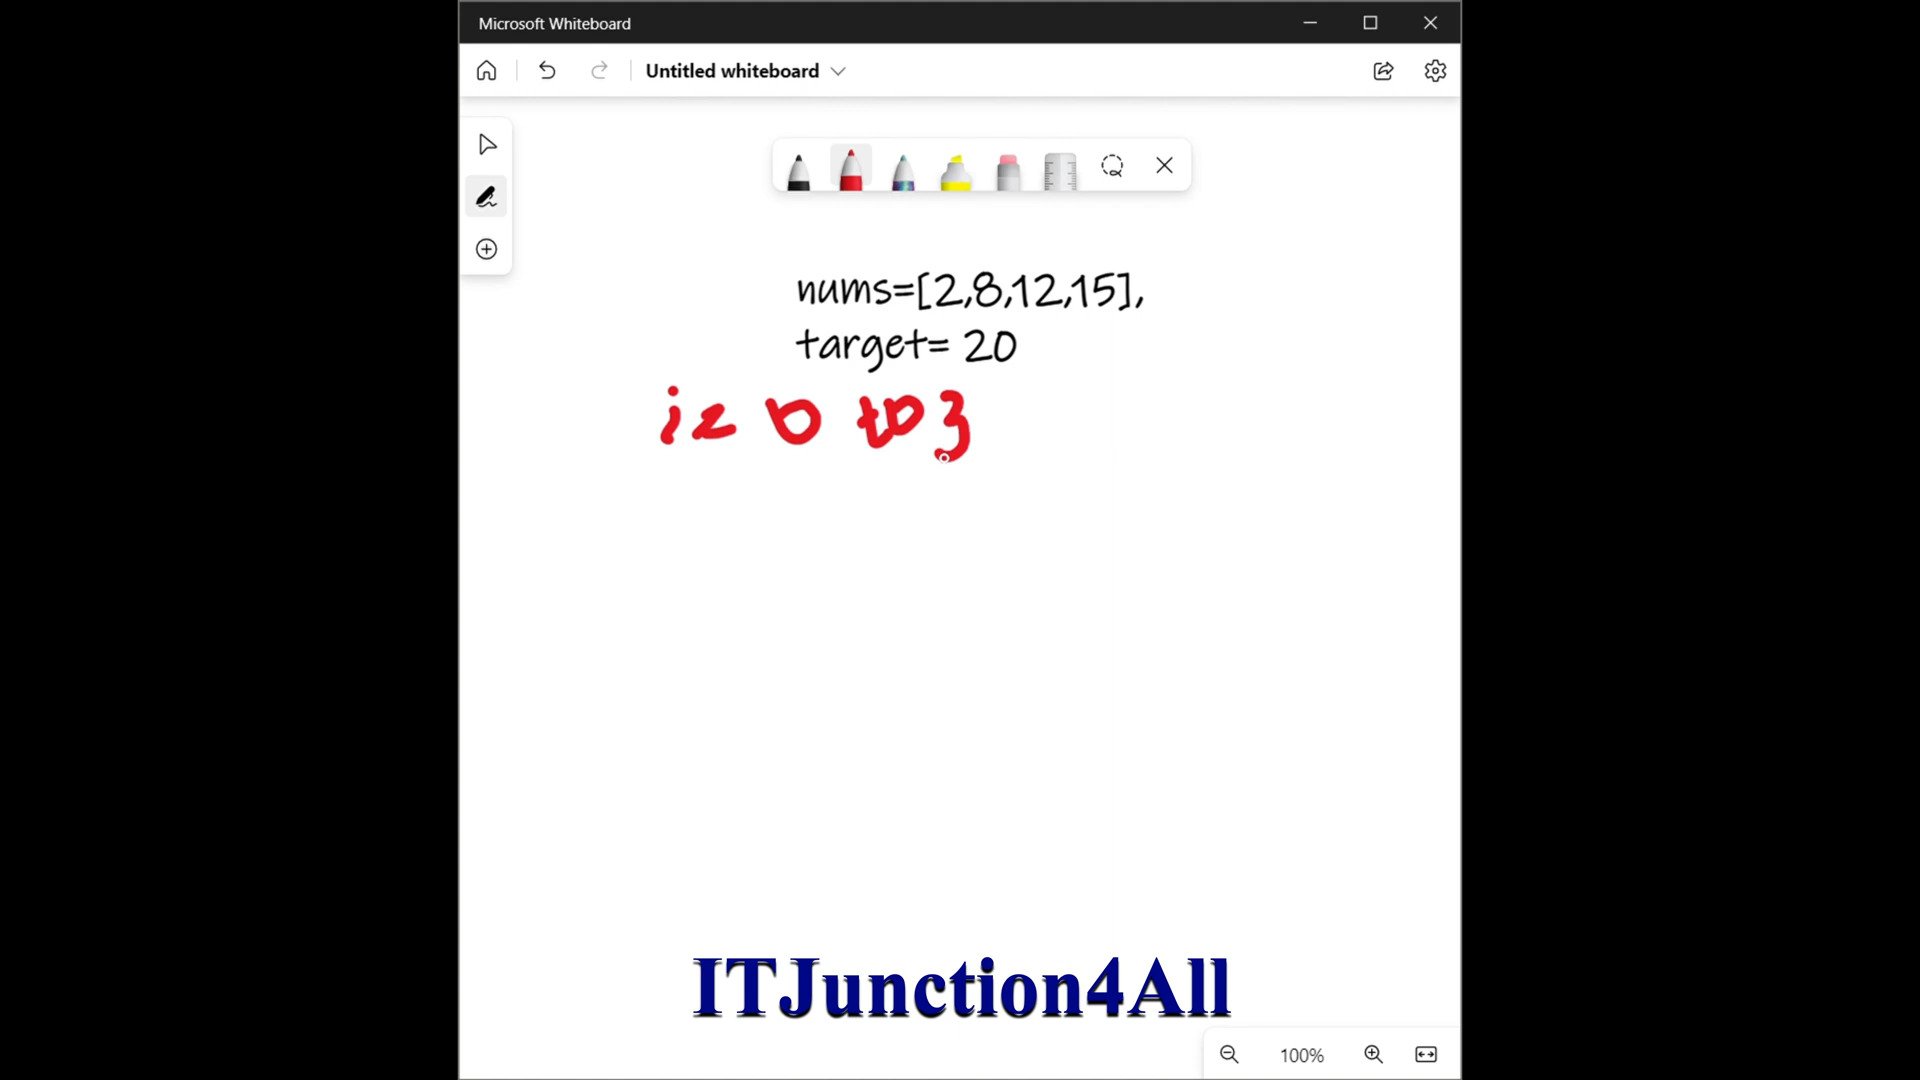 Microsoft Whiteboard
Untitled whiteboard
nums=[2,8,12,15],
target= 20
i= 0 to 3
ITJunction4All
100%